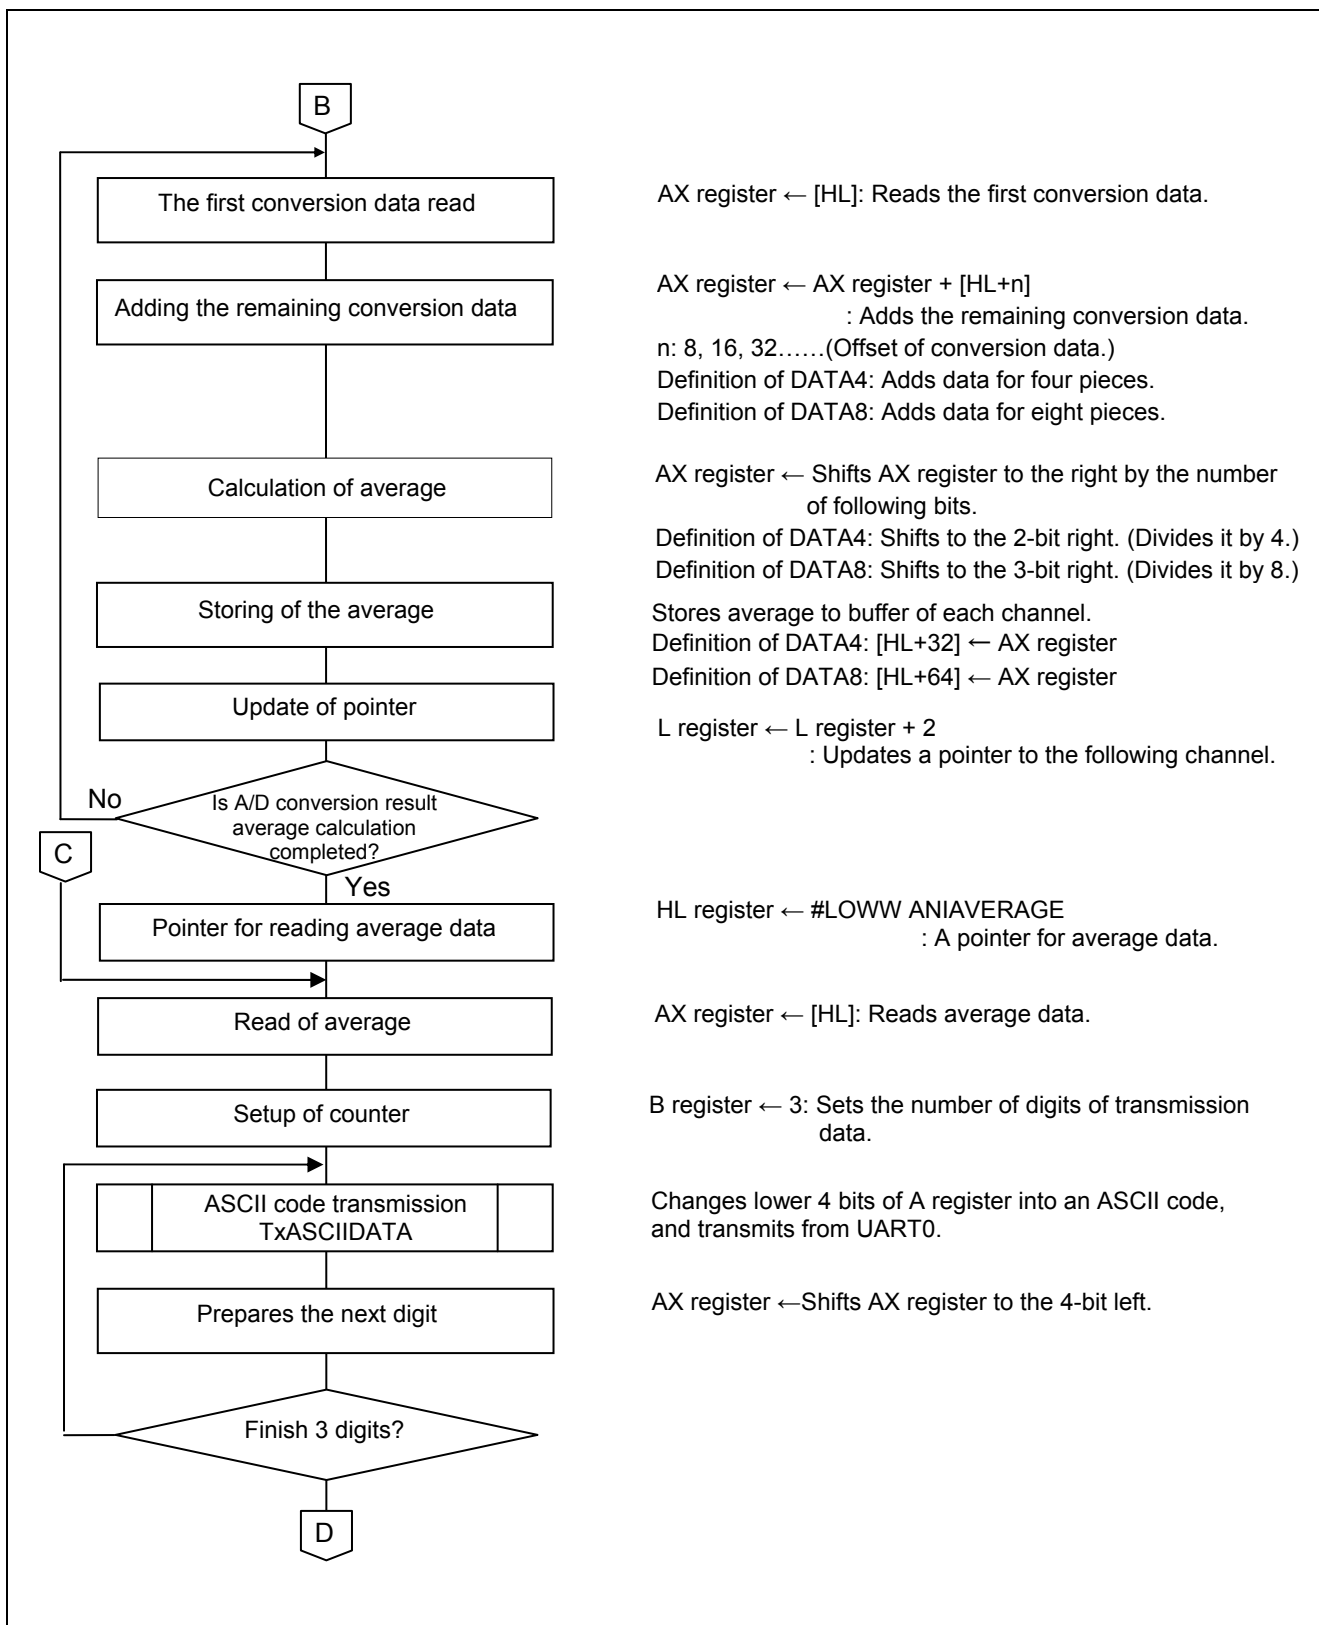 B
The first conversion data read
AX register ← [HL]: Reads the first conversion data.
Adding the remaining conversion data
AX register ← AX register + [HL+n]
: Adds the remaining conversion data.
n: 8, 16, 32……(Offset of conversion data.)
Definition of DATA4: Adds data for four pieces.
Definition of DATA8: Adds data for eight pieces.
Calculation of average
AX register ← Shifts AX register to the right by the number
of following bits.
Definition of DATA4: Shifts to the 2-bit right. (Divides it by 4.)
Definition of DATA8: Shifts to the 3-bit right. (Divides it by 8.)
Storing of the average
Stores average to buffer of each channel.
Definition of DATA4: [HL+32] ← AX register
Definition of DATA8: [HL+64] ← AX register
Update of pointer
L register ← L register + 2
: Updates a pointer to the following channel.
No
Is A/D conversion result
average calculation
completed?
C
Yes
Pointer for reading average data
HL register ← #LOWW ANIAVERAGE
: A pointer for average data.
Read of average
AX register ← [HL]: Reads average data.
Setup of counter
B register ← 3: Sets the number of digits of transmission
data.
ASCII code transmission
TxASCIIDATA
Changes lower 4 bits of A register into an ASCII code,
and transmits from UART0.
Prepares the next digit
AX register ←Shifts AX register to the 4-bit left.
Finish 3 digits?
D